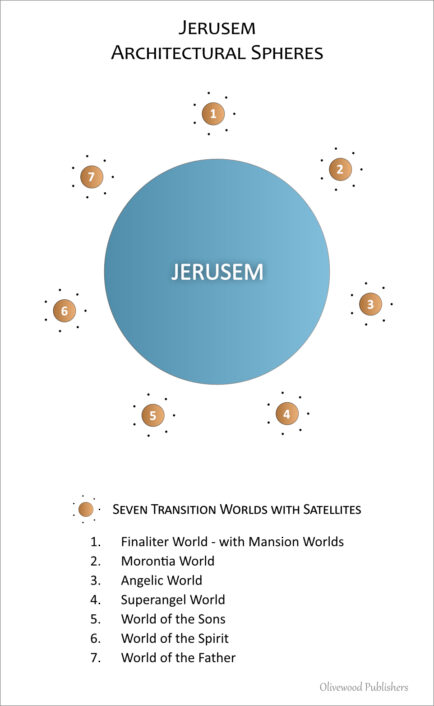 Jerusem
Architectural Spheres
1
2
7
JERUSEM
3
6
5
4
Seven Transition Worlds with Satellites
1. Finaliter World - with Mansion Worlds
2. Morontia World
3. Angelic World
4. Superangel World
5. World of the Sons
6. World of the Spirit
7. World of the Father
Olivewood Publishers